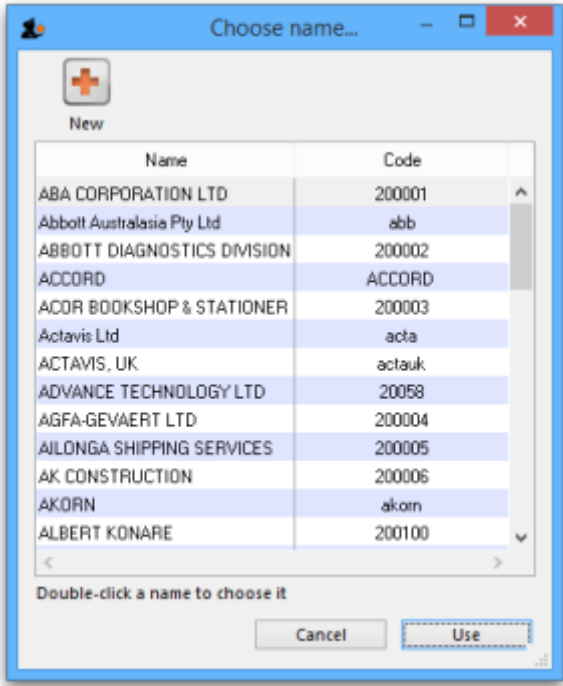 Choose name...
New
Name Code
ABA CORPORATION LTD 200001
Abbott Australasia Pty Ltd abb
ABBOTT DIAGNOSTICS DIVISION 200002
ACCORD ACCORD
ACOR BOOKSHOP & STATIONER 200003
Actavis Ltd acta
ACTAVIS, UK actauk
ADVANCE TECHNOLOGY LTD 20058
AGFA-GEVAERT LTD 200004
AILONGA SHIPPING SERVICES 200005
AK CONSTRUCTION 200006
AKORN akorn
ALBERT KONARE 200100
Double-click a name to choose it
Cancel Use